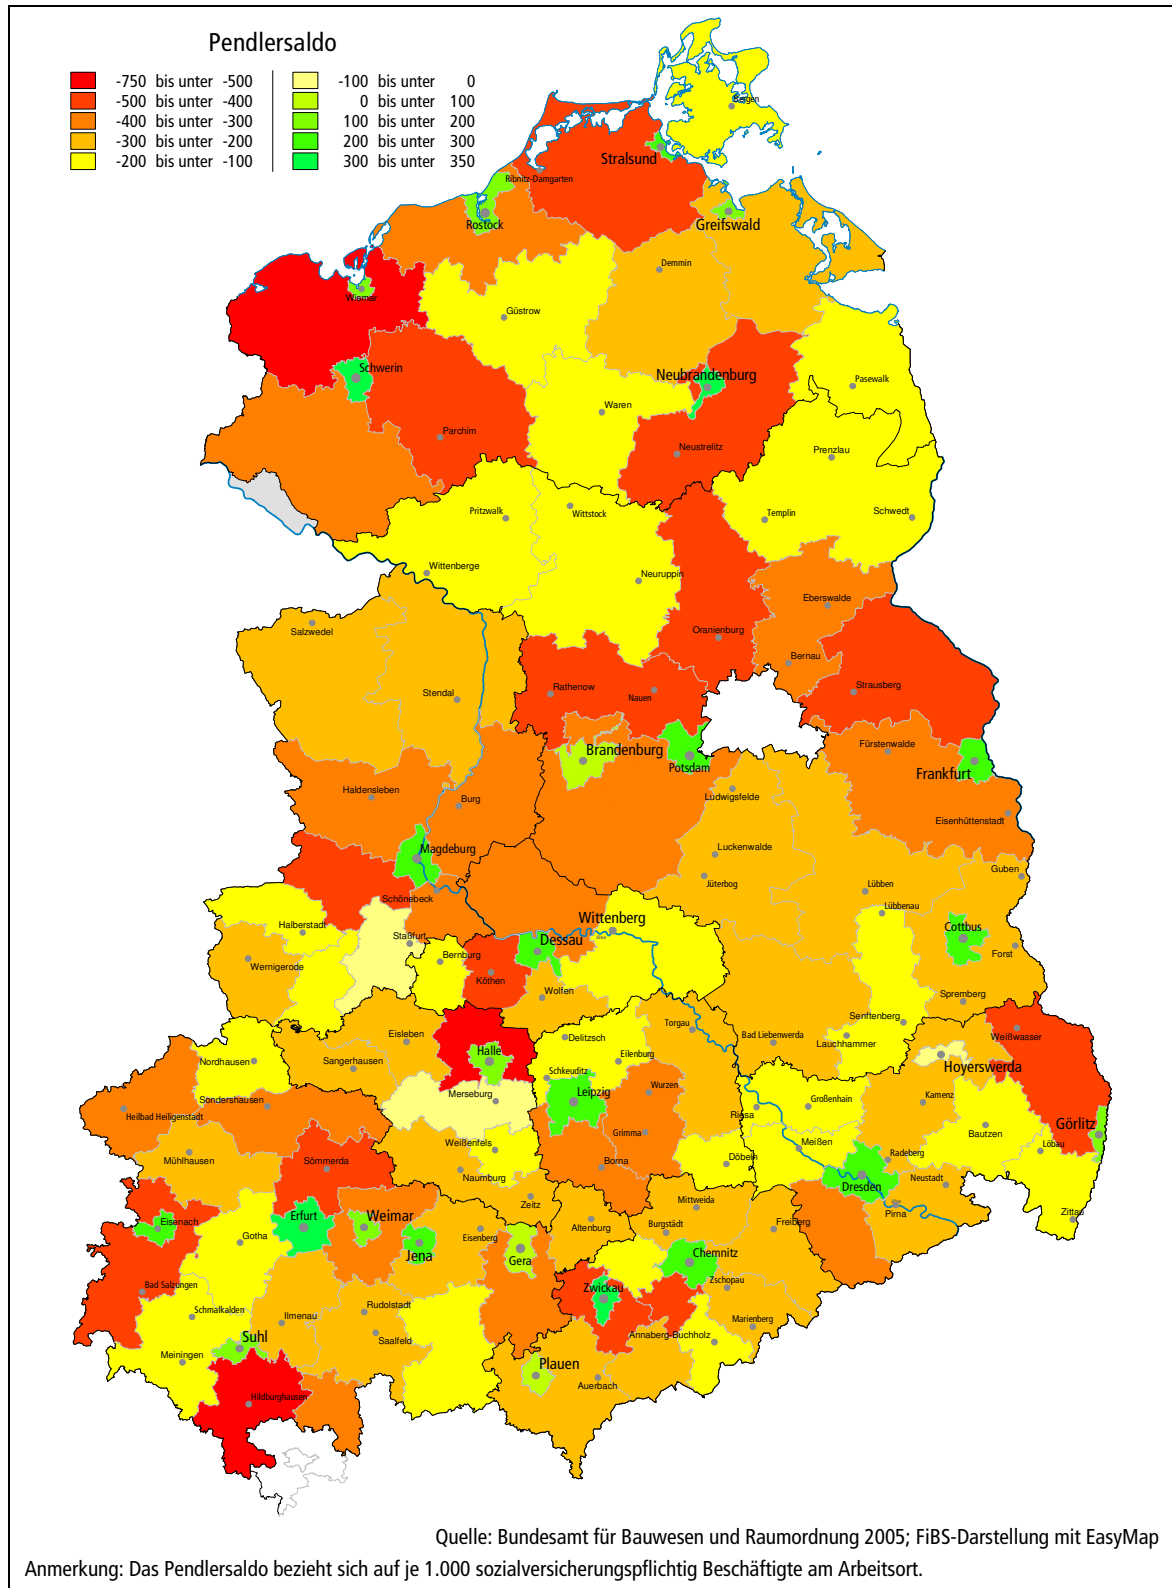 Pendlersaldo
-750 bis unter -500
-500 bis unter -400
-400 bis unter -300
-300 bis unter -200
-200 bis unter -100
-100 bis unter 0
0 bis unter 100
100 bis unter 200
200 bis unter 300
300 bis unter 350
Bergen
Stralsund
Ribnitz-Damgarten
Rostock
Greifswald
Demmin
Wismar
Güstrow
Schwerin
Neubrandenburg
Pasewalk
Waren
Parchim
Neustrelitz
Prenzlau
Pritzwalk
Wittstock
Templin
Schwedt
Wittenberge
Neuruppin
Eberswalde
Salzwedel
Oranienburg
Bernau
Stendal
Rathenow
Nauen
Strausberg
Brandenburg
Potsdam
Fürstenwalde
Frankfurt
Haldensleben
Burg
Ludwigsfelde
Eisenhüttenstadt
Magdeburg
Luckenwalde
Jüterbog
Guben
Lübben
Schönebeck
Lübbenau
Halberstadt
Staßfurt
Wittenberg
Cottbus
Wernigerode
Bernburg
Dessau
Forst
Köthen
Wolfen
Spremberg
Senftenberg
Eisleben
Torgau
Bad Liebenwerda
Lauchhammer
Weißwasser
Nordhausen
Sangerhausen
Halle
Delitzsch
Eilenburg
Hoyerswerda
Schkeuditz
Leipzig
Wurzen
Sondershausen
Merseburg
Heilbad Heiligenstadt
Riesa
Großenhain
Kamenz
Görlitz
Grimma
Bautzen
Löbau
Mühlhausen
Weißenfels
Meißen
Sömmerda
Naumburg
Borna
Döbeln
Radeberg
Dresden
Neustadt
Zeitz
Mittweida
Pirna
Zittau
Eisenach
Erfurt
Weimar
Eisenberg
Altenburg
Burgstädt
Freiberg
Gotha
Jena
Gera
Chemnitz
Bad Salzungen
Zwickau
Zschopau
Schmalkalden
Ilmenau
Rudolstadt
Marienberg
Suhl
Saalfeld
Annaberg-Buchholz
Meiningen
Plauen
Auerbach
Hildburghausen
Quelle: Bundesamt für Bauwesen und Raumordnung 2005; FiBS-Darstellung mit EasyMap
Anmerkung: Das Pendlersaldo bezieht sich auf je 1.000 sozialversicherungspflichtig Beschäftigte am Arbeitsort.